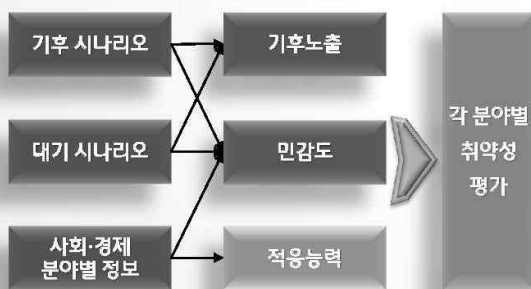 기후 시나리오
기후노출
대기 시나리오
민감도
사회·경제
분야별 정보
적응능력
각 분야별
취약성
평가